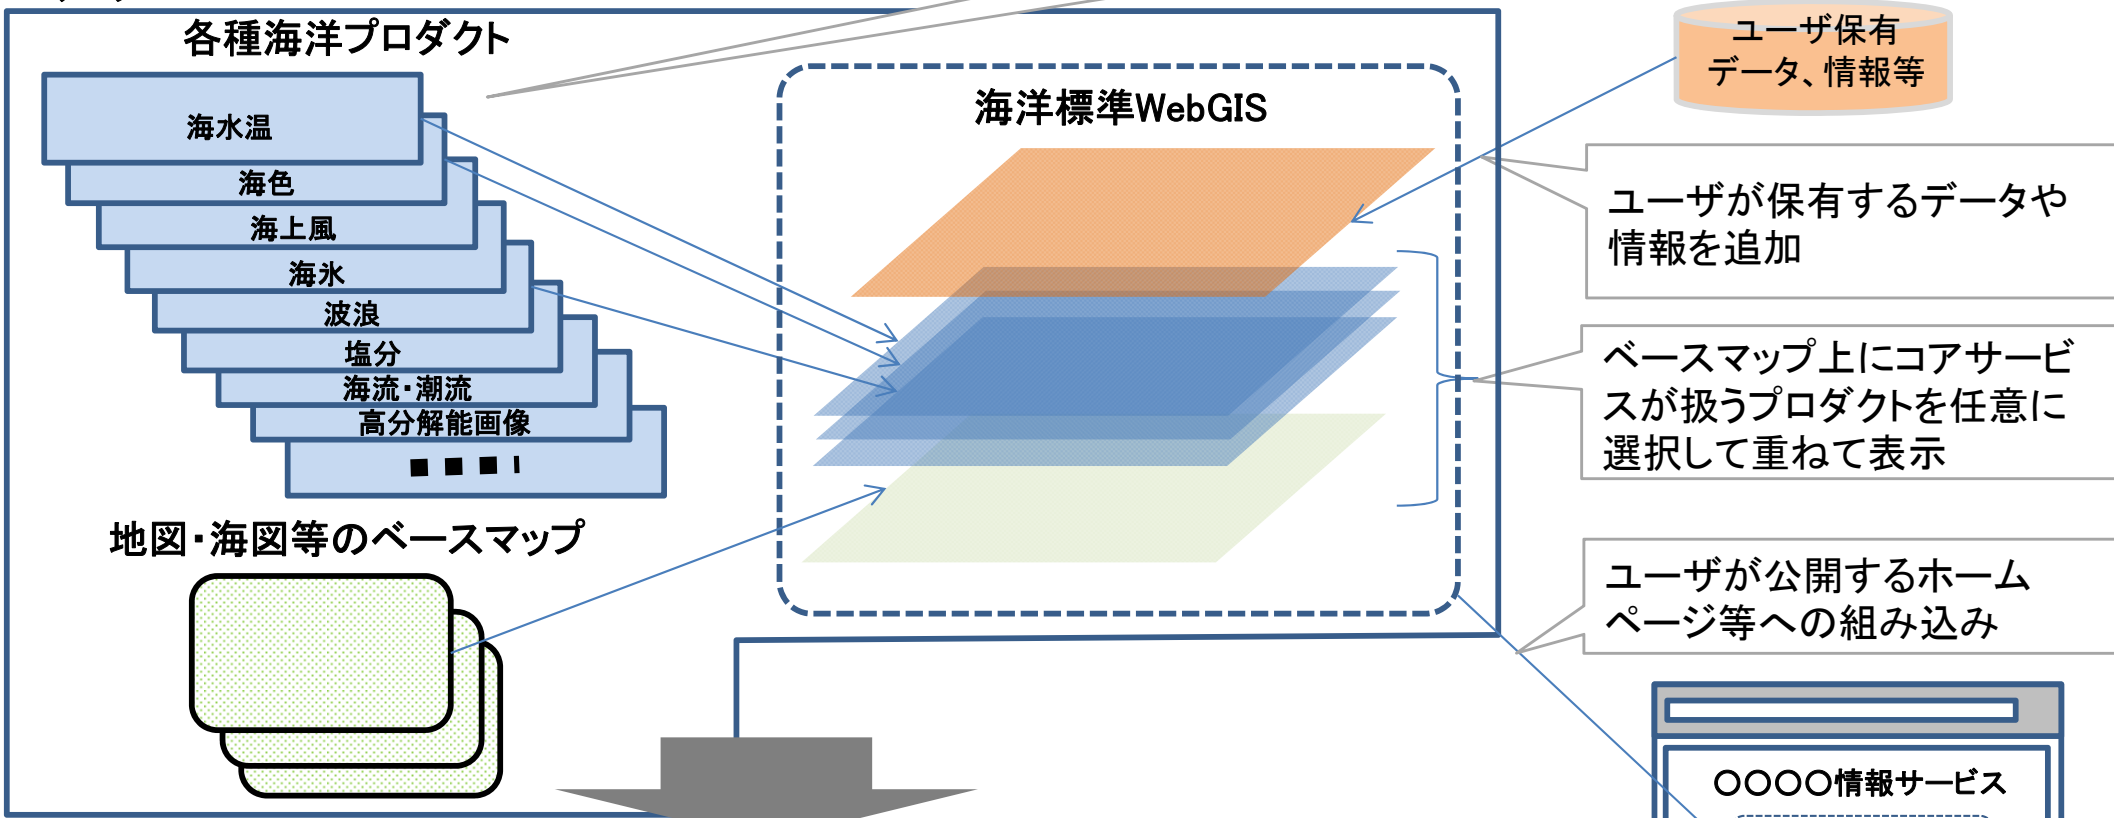 各種海洋プロダクト
海水温
海色
海上風
海氷
波浪
塩分
海流・潮流
高分解能画像
地図・海図等のベースマップ
海洋標準WebGIS
ユーザ保有
データ、情報等
ユーザが保有するデータや
情報を追加
ベースマップ上にコアサービ
スが扱うプロダクトを任意に
選択して重ねて表示
ユーザが公開するホーム
ページ等への組み込み
〇〇〇〇情報サービス